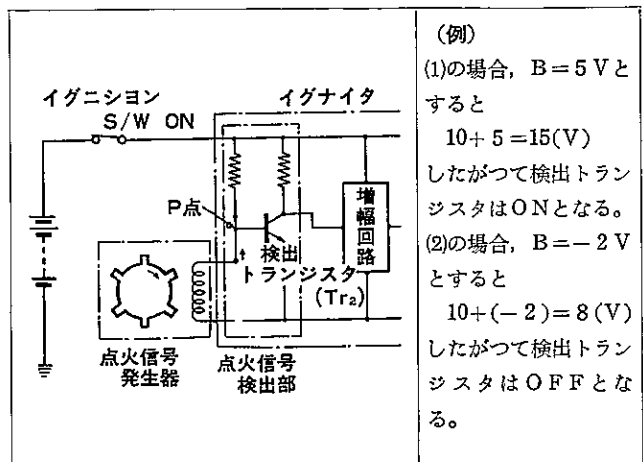 イグニシヨン
S/W ON
イグナイタ
P点
検出
トランジスタ
(Tr₂)
増幅回路
点火信号
発生器
点火信号
検出部
(例)
(1)の場合, B=5Vと
すると
10+5=15(V)
したがつて検出トラン
ジスタはONとなる。
(2)の場合, B=-2V
とすると
10+(-2)=8(V)
したがつて検出トラン
ジスタはOFFとな
る。